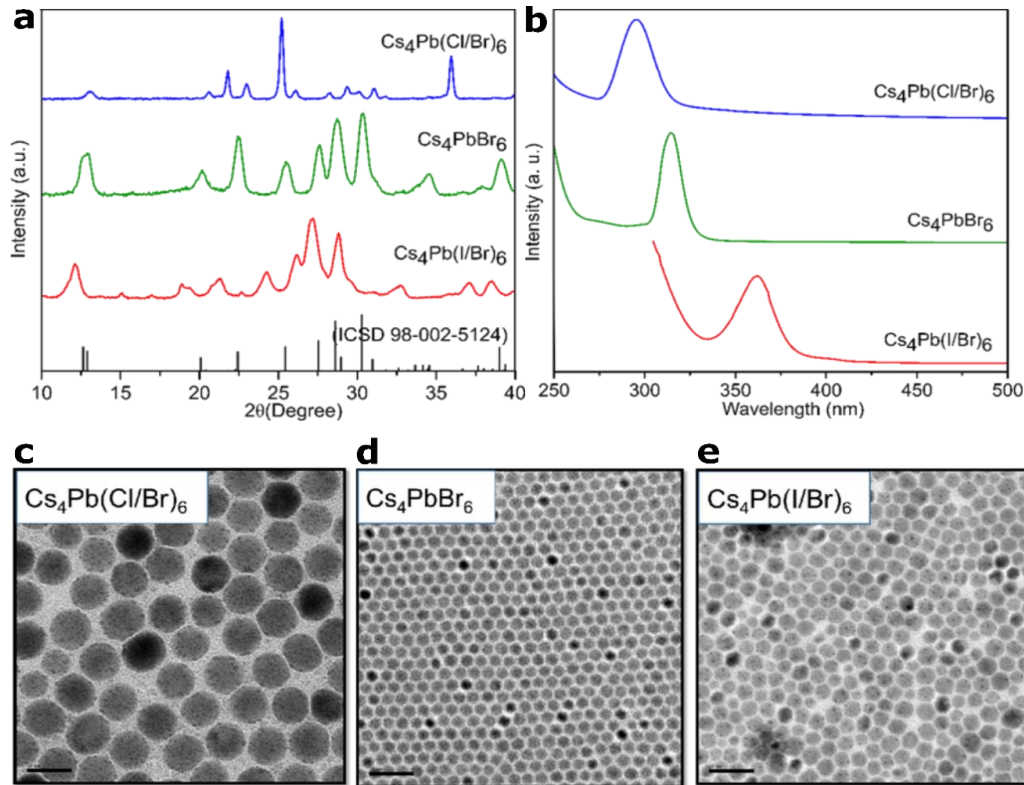 a
Intensity (a.u.)
Cs₄Pb(Cl/Br)₆
Cs₄PbBr₆
Cs₄Pb(I/Br)₆
(ICSD 98-002-5124)
10 15 20 25 30 35 40
2θ(Degree)
b
Intensity (a. u.)
Cs₄Pb(Cl/Br)₆
Cs₄PbBr₆
Cs₄Pb(I/Br)₆
250 300 350 400 450 500
Wavelength (nm)
c
Cs₄Pb(Cl/Br)₆
d
Cs₄PbBr₆
e
Cs₄Pb(I/Br)₆